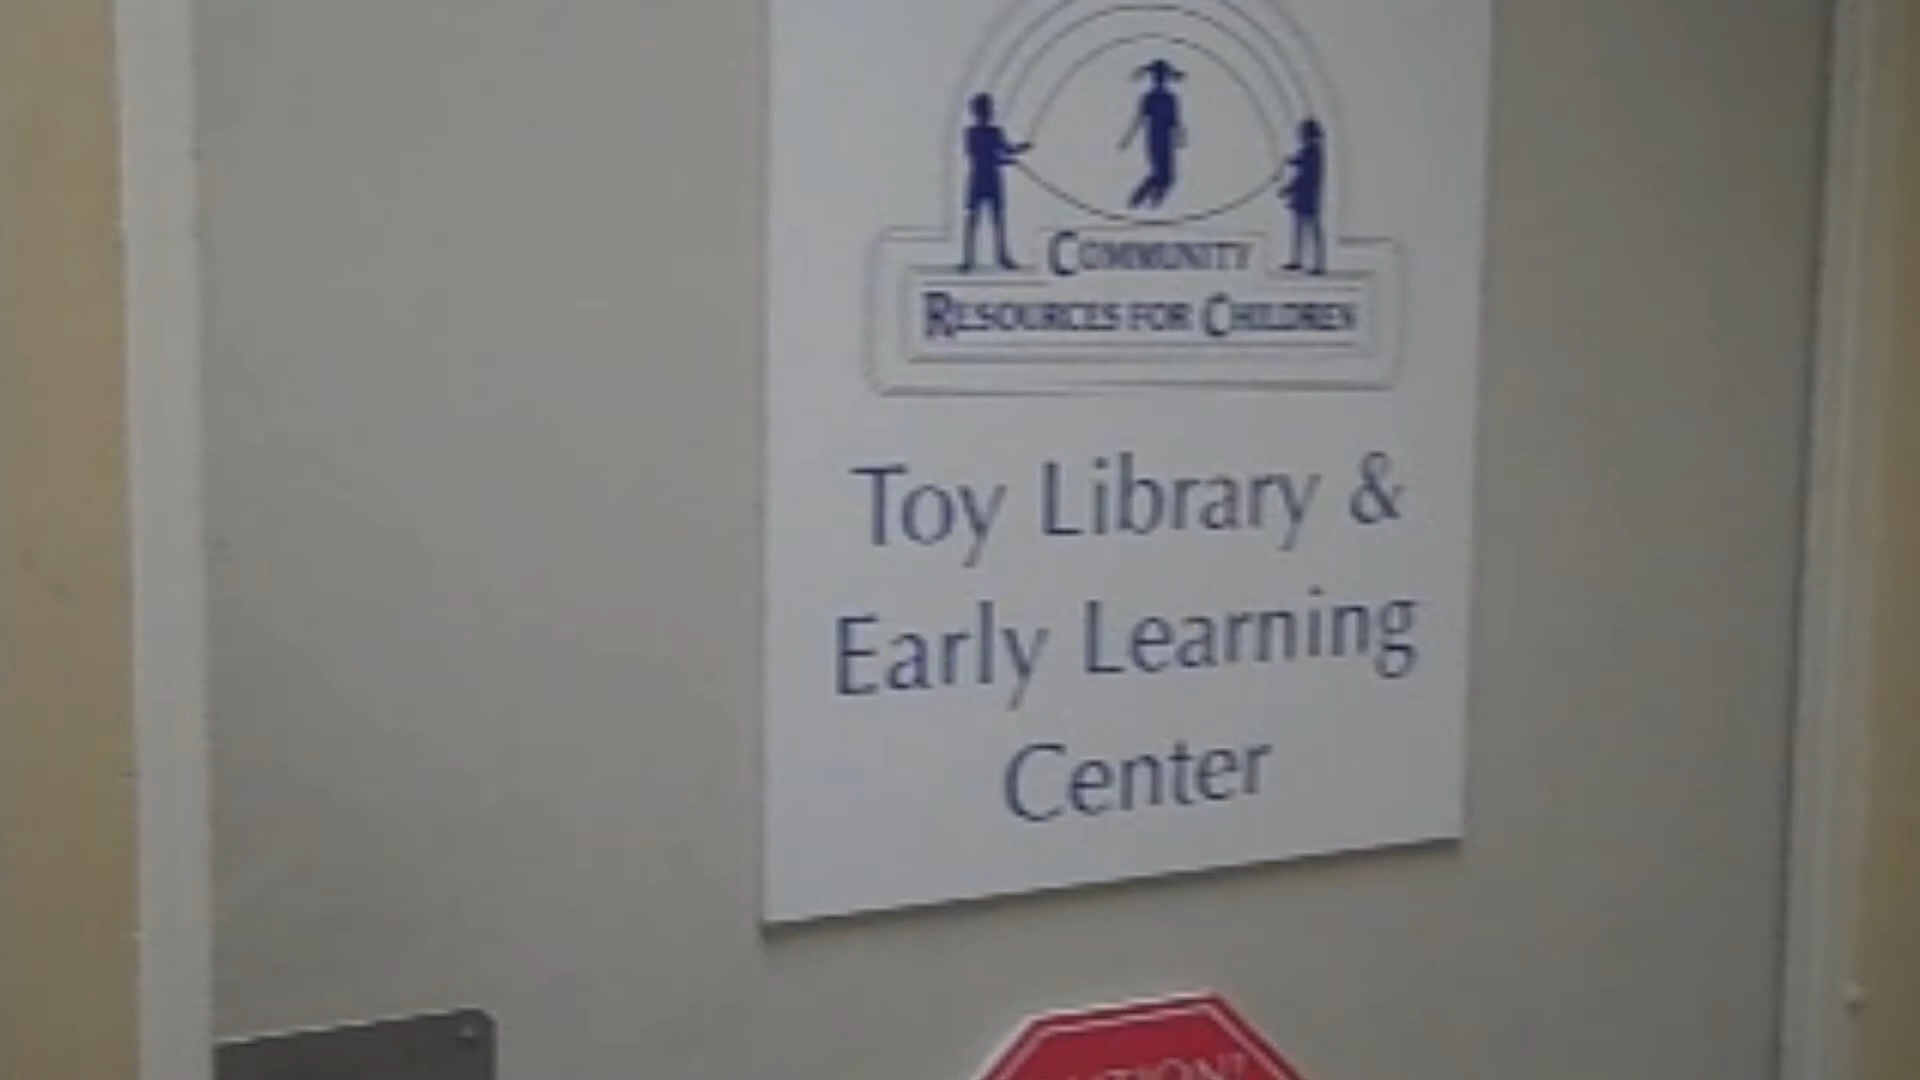 COMMUNITY
RESOURCES FOR CHILDREN
Toy Library &
Early Learning
Center